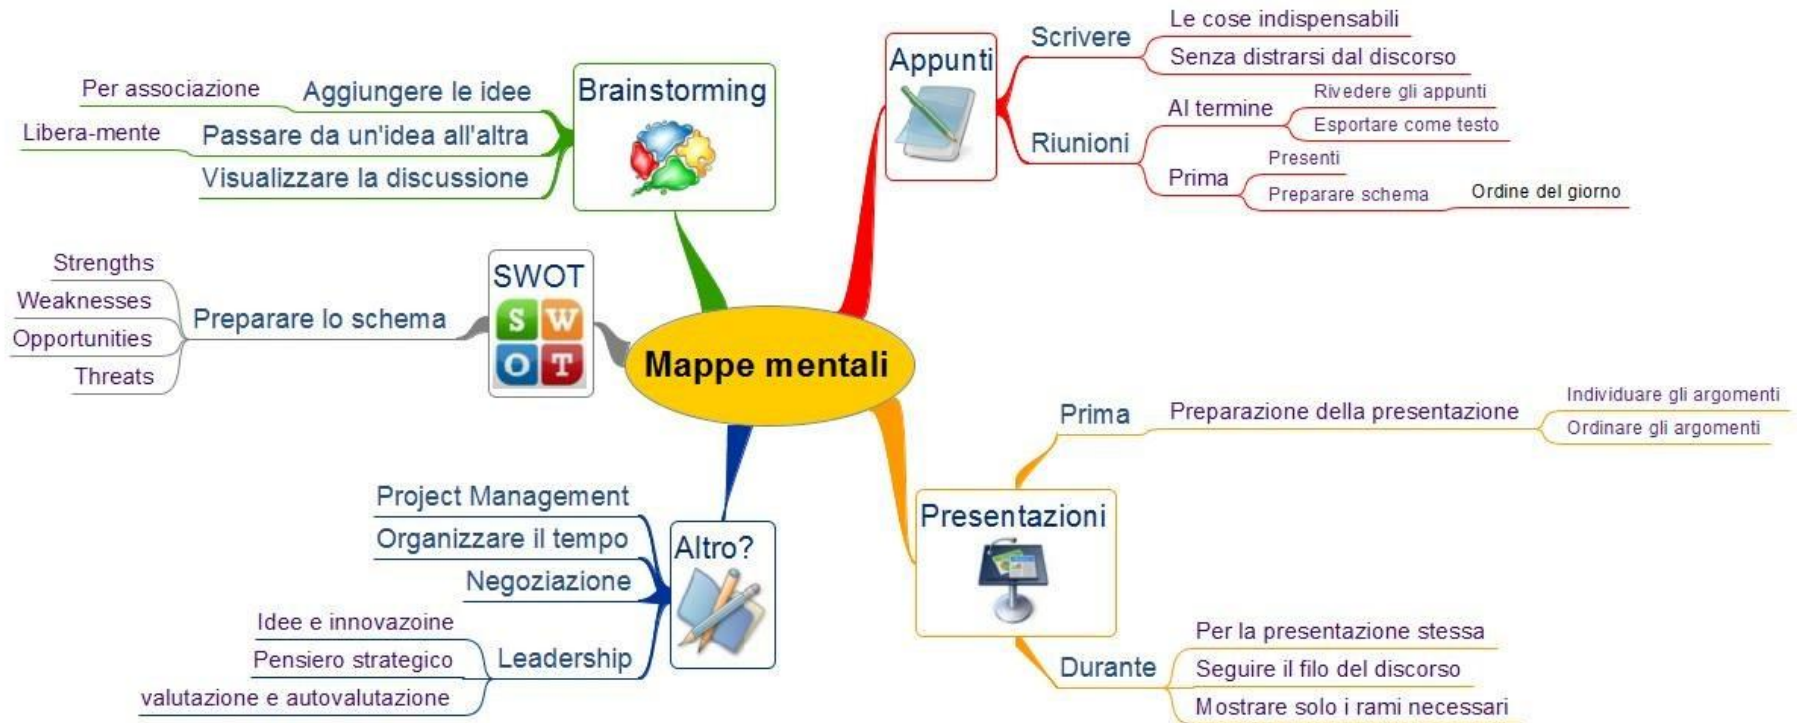 Mappe mentali
Brainstorming
Aggiungere le idee
Per associazione
Passare da un'idea all'altra
Libera-mente
Visualizzare la discussione
SWOT
S W
O T
Preparare lo schema
Strengths
Weaknesses
Opportunities
Threats
Altro?
Project Management
Organizzare il tempo
Negoziazione
Leadership
Idee e innovazoine
Pensiero strategico
valutazione e autovalutazione
Appunti
Scrivere
Le cose indispensabili
Senza distrarsi dal discorso
Riunioni
Al termine
Rivedere gli appunti
Esportare come testo
Prima
Presenti
Preparare schema
Ordine del giorno
Presentazioni
Prima
Preparazione della presentazione
Individuare gli argomenti
Ordinare gli argomenti
Durante
Per la presentazione stessa
Seguire il filo del discorso
Mostrare solo i rami necessari